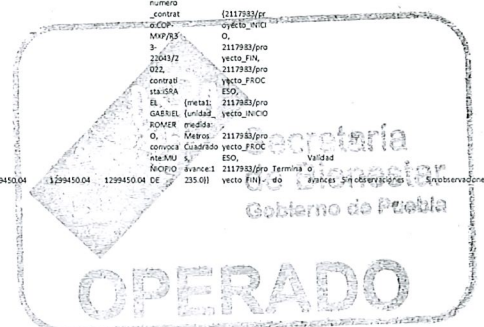 numero
_contrat {2117983/pr
o:COP- oyecto_INICI
MXP/R3 O,
3- 2117983/pro
22043/2 yecto_FIN,
022, 2117983/pro
contrati yecto_PROC
sta:ISRA ESO,
EL {meta1: 2117983/pro
GABRIEL {unidad_ yecto_INICIO
ROMER medida: ,
O, Metros 2117983/pro
convoca Cuadrado yecto_PROC
nte:MU s, ESO, Validad
NICIPIO avance:1 2117983/pro Termina o
9450.04 1299450.04 1299450.04 DE 235.0}} yecto_FIN} do avances Sin observaciones Sin observacione
Secretaría
de Bienestar
Gobierno de Puebla
OPERADO